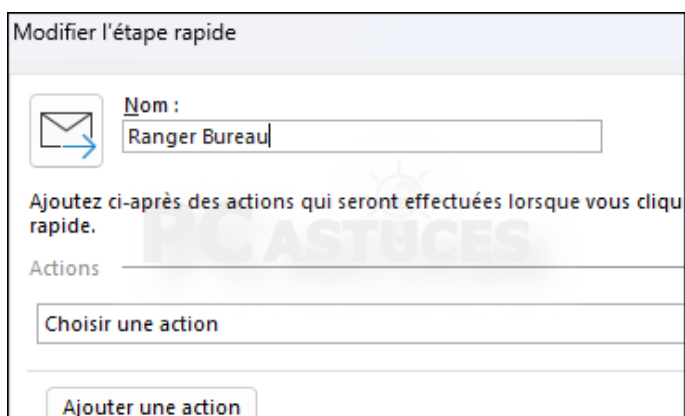 Modifier l'étape rapide
Nom :
Ranger Bureau
Ajoutez ci-après des actions qui seront effectuées lorsque vous cliqu
rapide.
PC ASTUCES
Actions
Choisir une action
Ajouter une action